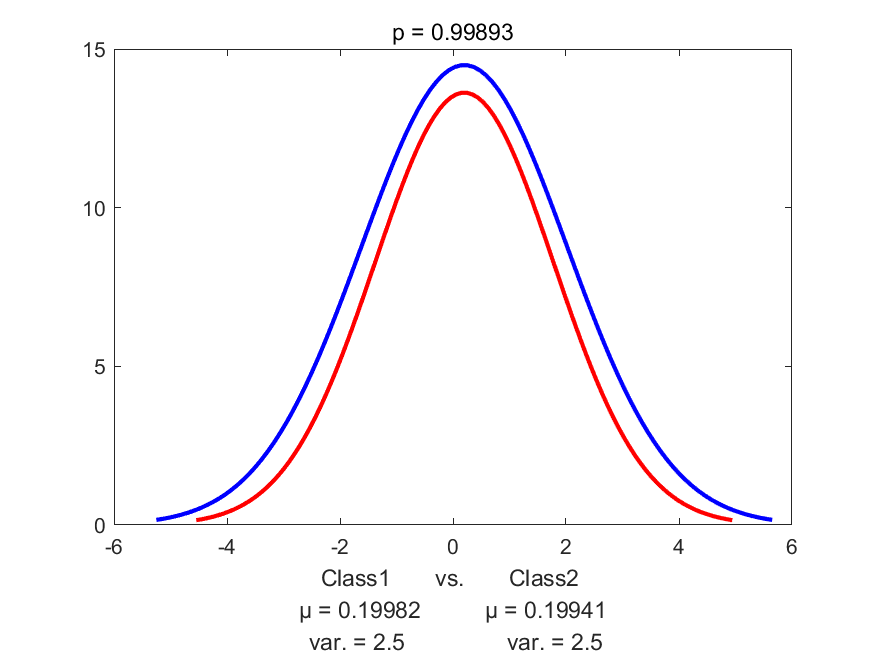 p = 0.99893
15
10
5
0
-6 -4 -2 0 2 4 6
Class1 vs. Class2
µ = 0.19982 µ = 0.19941
var. = 2.5 var. = 2.5